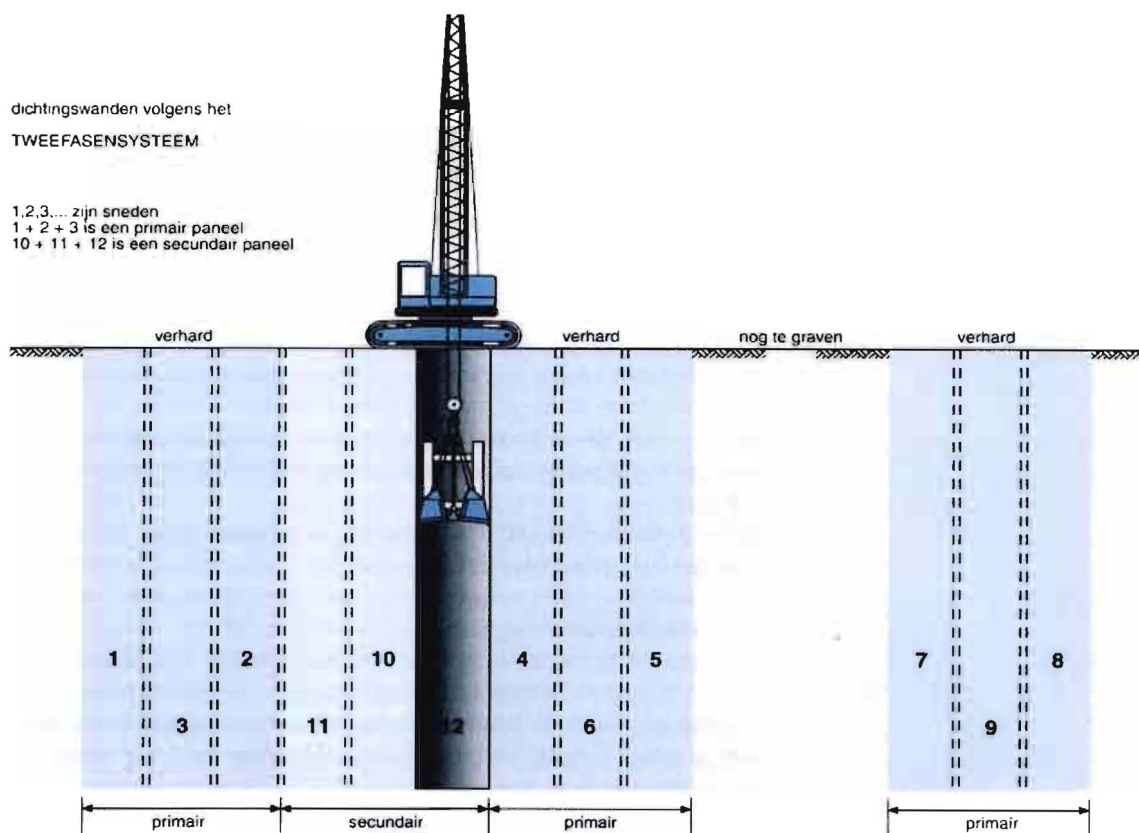 dichtingswanden volgens het
TWEEFASENSYSTEEM
1,2,3.... zijn sneden
1 + 2 + 3 is een primair paneel
10 + 11 + 12 is een secundair paneel
verhard verhard nog te graven verhard
1 2 10 4 5 7 8
3 11 12 6 9
primair secundair primair primair